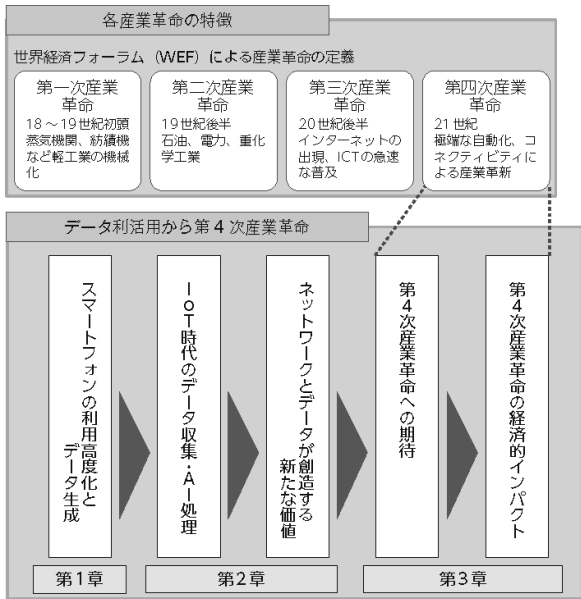 各産業革命の特徴
世界経済フォーラム（WEF）による産業革命の定義
第一次産業
革命
18～19世紀初頭
蒸気機関、紡績機
など軽工業の機械
化
第二次産業
革命
19世紀後半
石油、電力、重化
学工業
第三次産業
革命
20世紀後半
インターネットの
出現、ICTの急速
な普及
第四次産業
革命
21世紀
極端な自動化、コ
ネクティビティに
よる産業革新
データ利活用から第4次産業革命
スマートフォンの利用高度化と
データ生成
IoT時代のデータ収集・AI処理
ネットワークとデータが創造する
新たな価値
第4次産業革命への期待
第4次産業革命の経済的インパクト
第1章
第2章
第3章